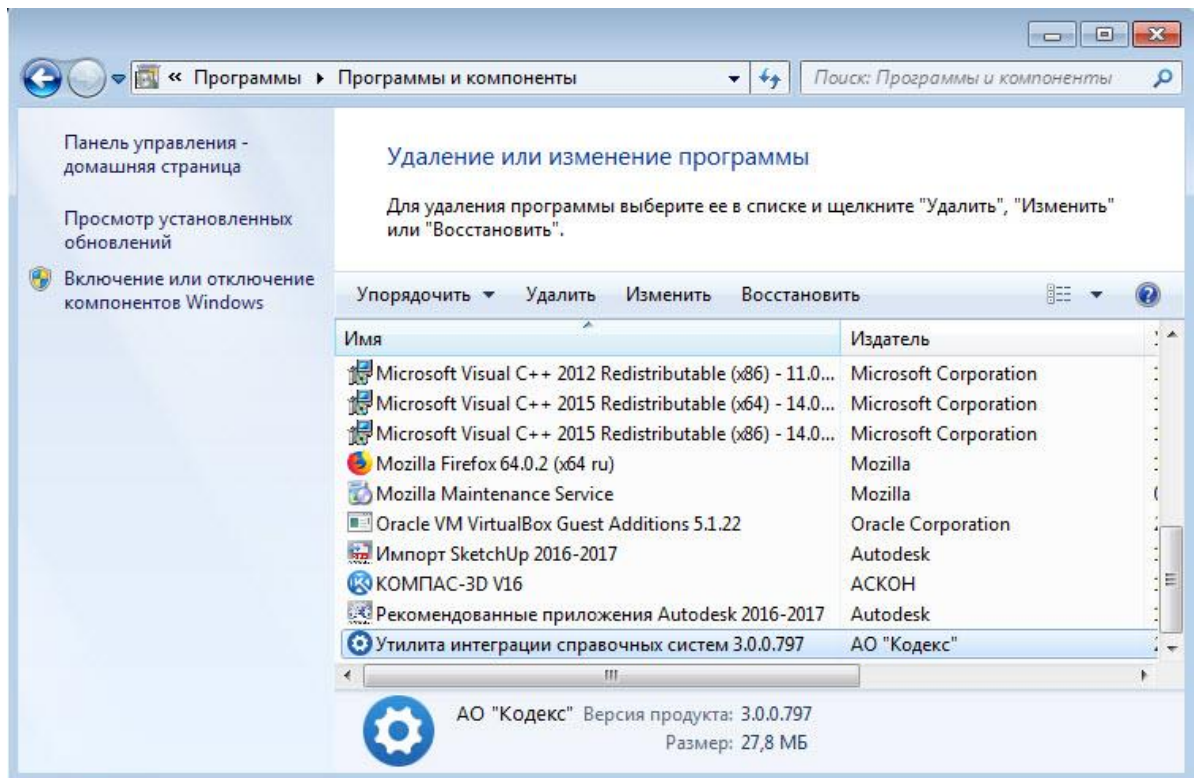 « Программы ▸ Программы и компоненты
Поиск: Программы и компоненты
Панель управления -
домашняя страница
Просмотр установленных
обновлений
Включение или отключение
компонентов Windows
Удаление или изменение программы
Для удаления программы выберите ее в списке и щелкните "Удалить", "Изменить"
или "Восстановить".
Упорядочить Удалить Изменить Восстановить
Имя Издатель
Microsoft Visual C++ 2012 Redistributable (x86) - 11.0... Microsoft Corporation
Microsoft Visual C++ 2015 Redistributable (x64) - 14.0... Microsoft Corporation
Microsoft Visual C++ 2015 Redistributable (x86) - 14.0... Microsoft Corporation
Mozilla Firefox 64.0.2 (x64 ru) Mozilla
Mozilla Maintenance Service Mozilla
Oracle VM VirtualBox Guest Additions 5.1.22 Oracle Corporation
Импорт SketchUp 2016-2017 Autodesk
КОМПАС-3D V16 АСКОН
Рекомендованные приложения Autodesk 2016-2017 Autodesk
Утилита интеграции справочных систем 3.0.0.797 АО "Кодекс"
АО "Кодекс" Версия продукта: 3.0.0.797
Размер: 27,8 МБ